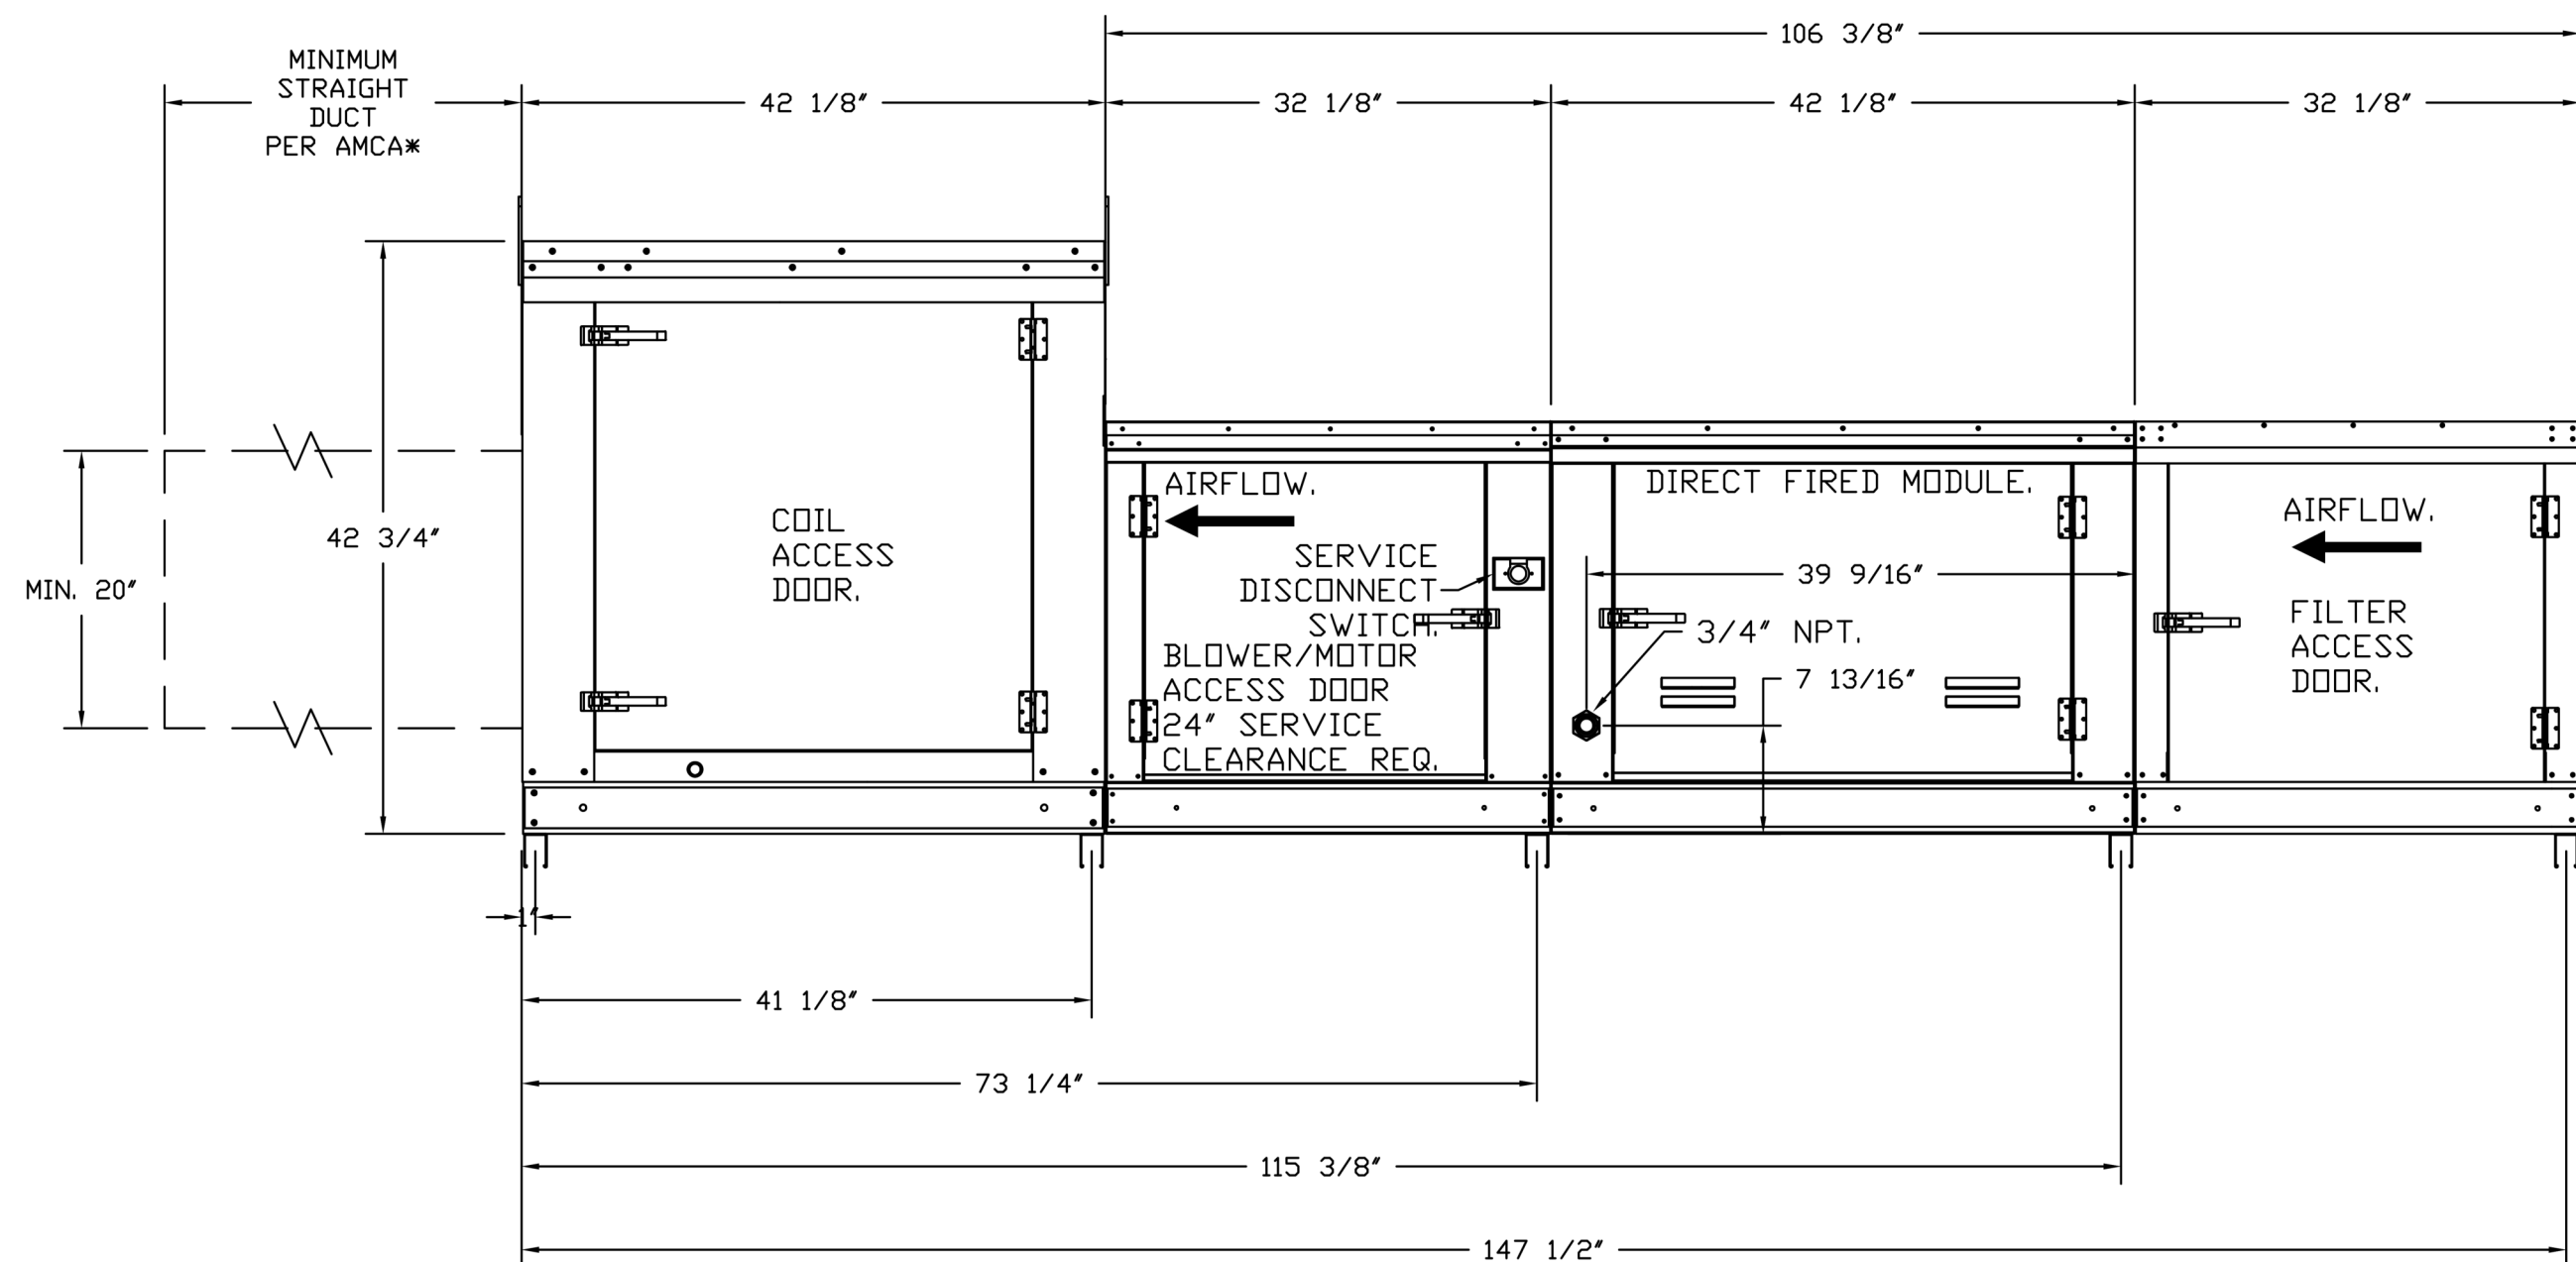 106 3/8"
MINIMUM
STRAIGHT
DUCT
PER AMCA*
42 1/8"
32 1/8"
42 1/8"
32 1/8"
MIN. 20"
42 3/4"
COIL
ACCESS
DOOR.
AIRFLOW.
SERVICE
DISCONNECT
SWITCH.
BLOWER/MOTOR
ACCESS DOOR
24" SERVICE
CLEARANCE REQ.
DIRECT FIRED MODULE.
39 9/16"
3/4" NPT.
7 13/16"
AIRFLOW.
FILTER
ACCESS
DOOR.
1"
41 1/8"
73 1/4"
115 3/8"
147 1/2"